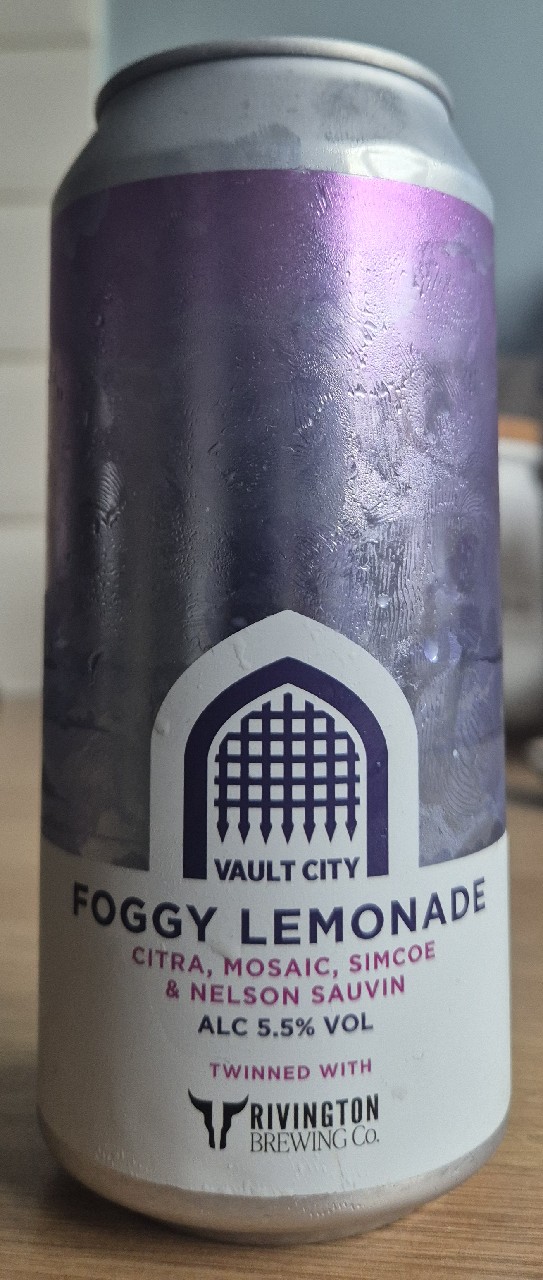 VAULT CITY
FOGGY LEMONADE
CITRA, MOSAIC, SIMCOE
& NELSON SAUVIN
ALC 5.5% VOL
TWINNED WITH
RIVINGTON
BREWING Co.